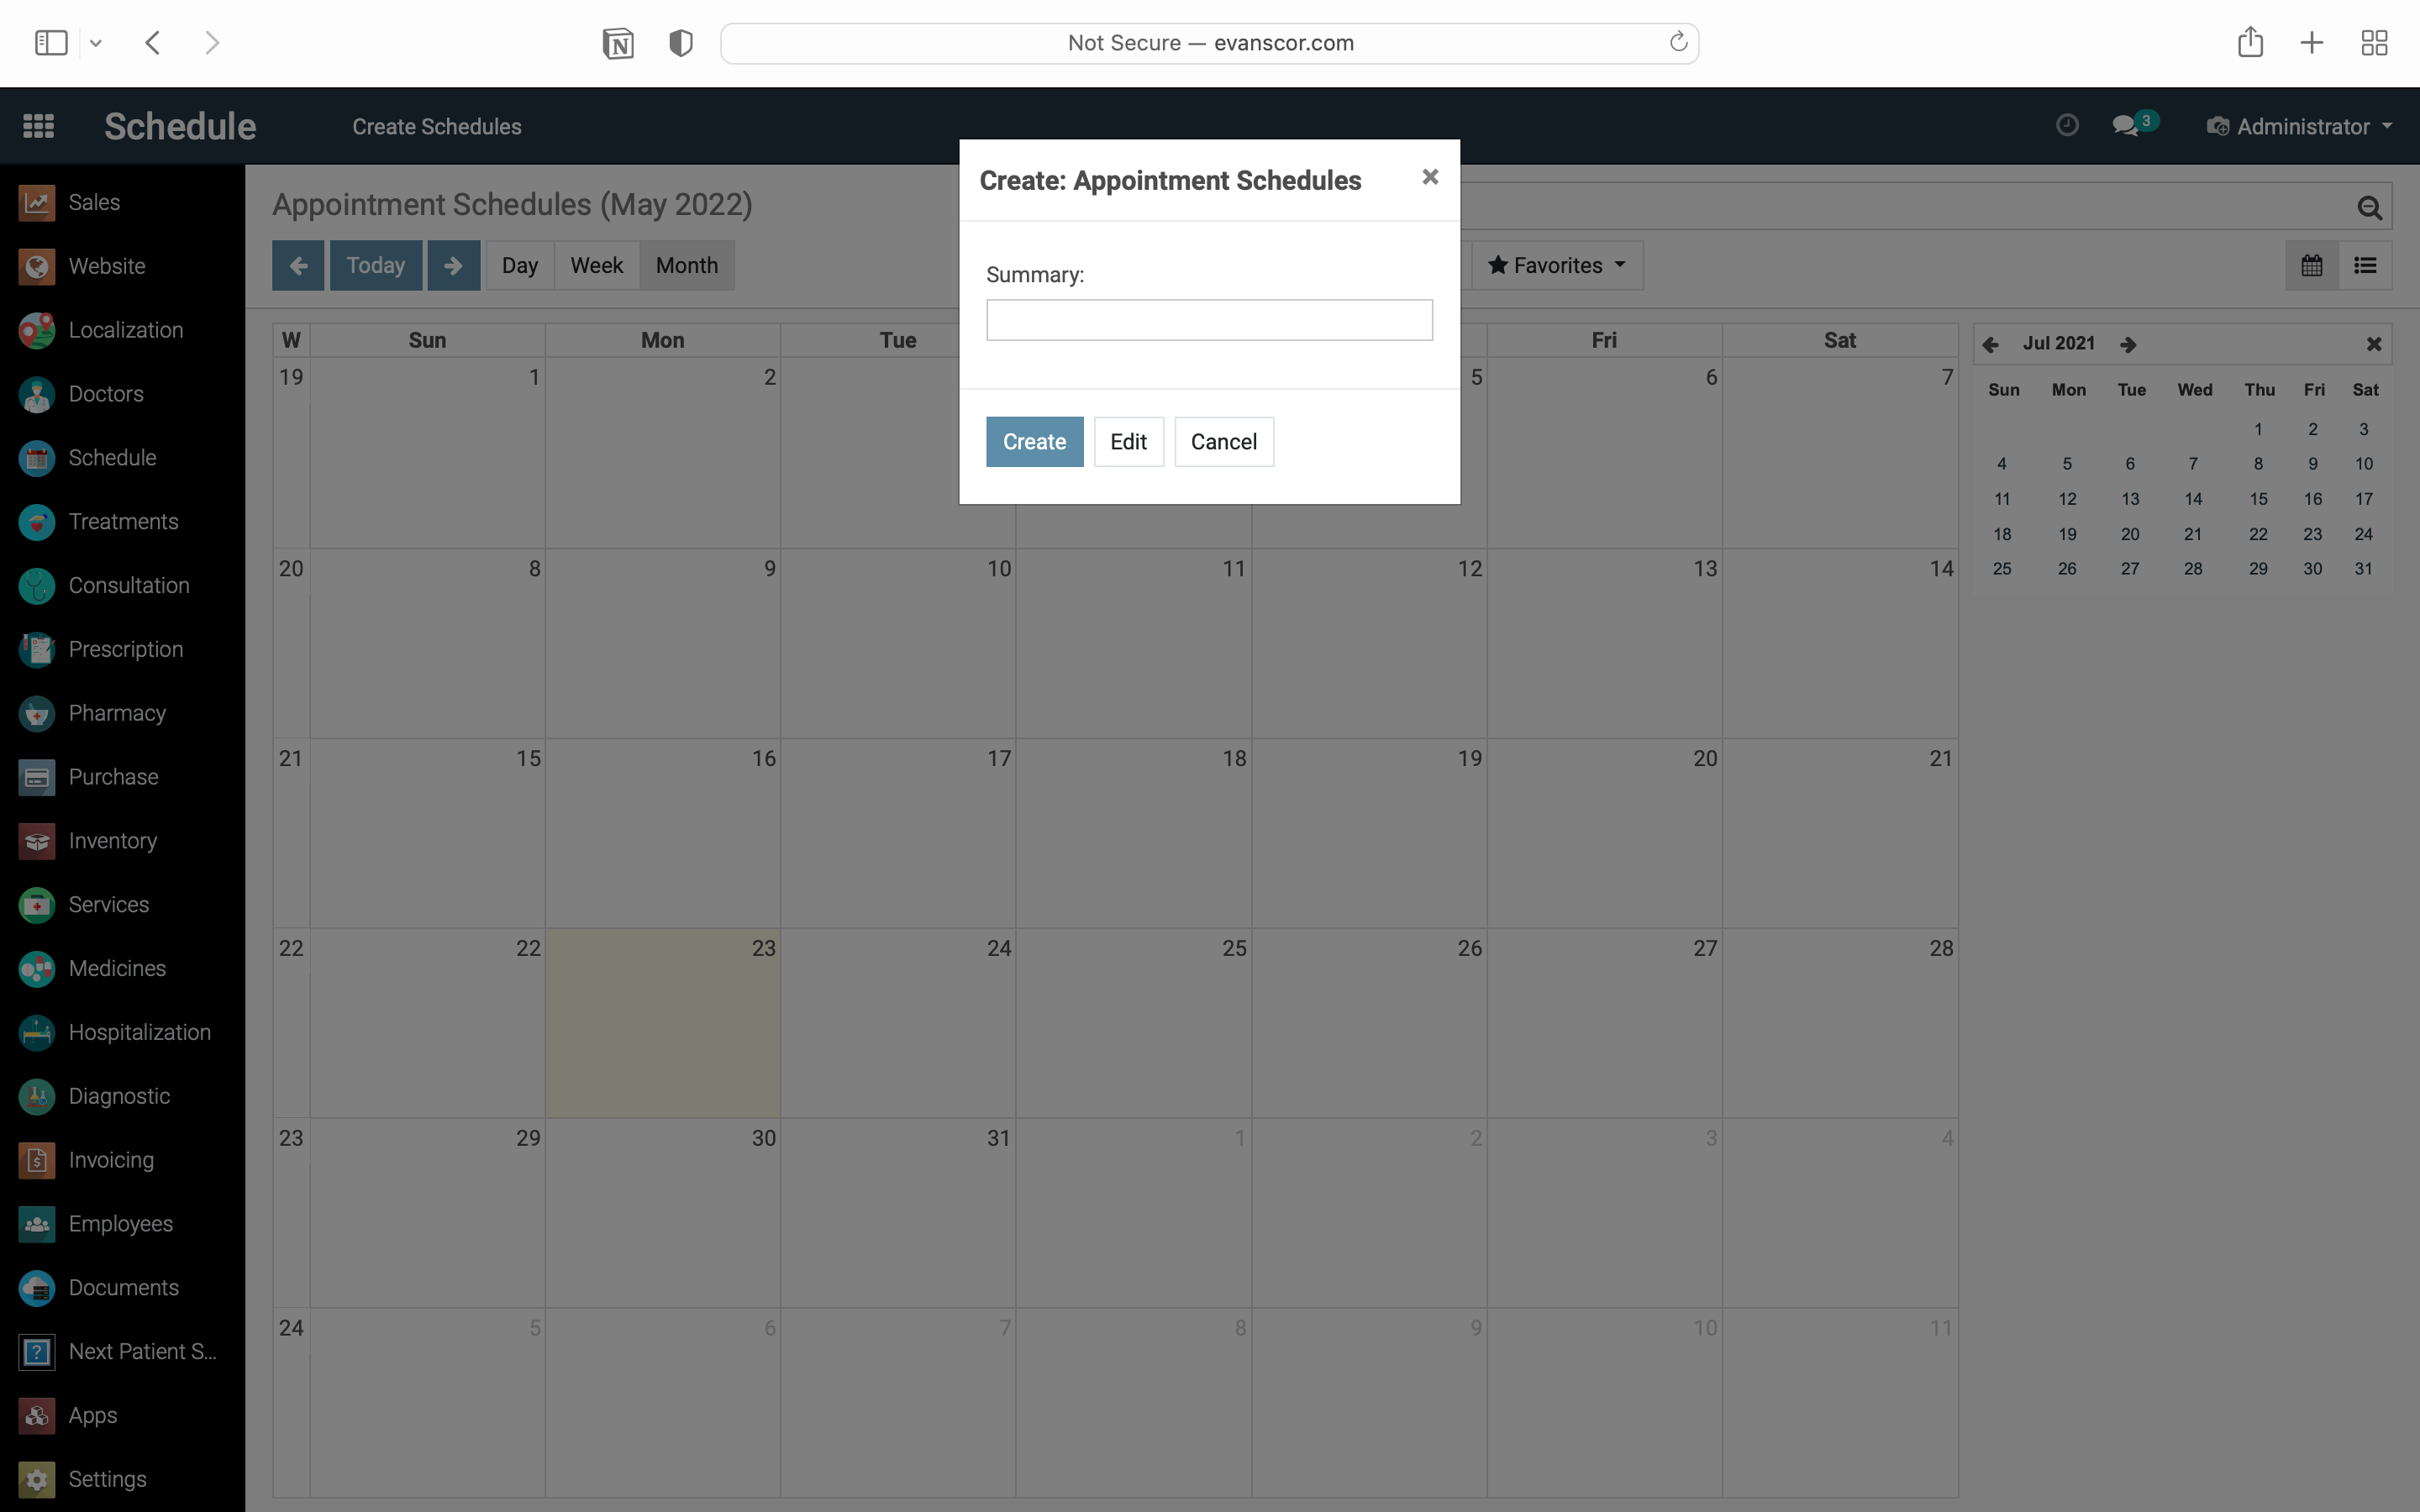 Not Secure — evanscor.com
Schedule
Create Schedules
3
Administrator
Sales
Website
Localization
Doctors
Schedule
Treatments
Consultation
Prescription
Pharmacy
Purchase
Inventory
Services
Medicines
Hospitalization
Diagnostic
Invoicing
Employees
Documents
Next Patient S...
Apps
Settings
Appointment Schedules (May 2022)
Today
Day Week Month
Favorites
Create: Appointment Schedules
Summary:
Create Edit Cancel
W Sun Mon Tue Fri Sat
19 1 2 5 6 7
20 8 9 10 11 12 13 14
21 15 16 17 18 19 20 21
22 22 23 24 25 26 27 28
23 29 30 31 1 2 3 4
24 5 6 7 8 9 10 11
Jul 2021
Sun Mon Tue Wed Thu Fri Sat
1 2 3
4 5 6 7 8 9 10
11 12 13 14 15 16 17
18 19 20 21 22 23 24
25 26 27 28 29 30 31